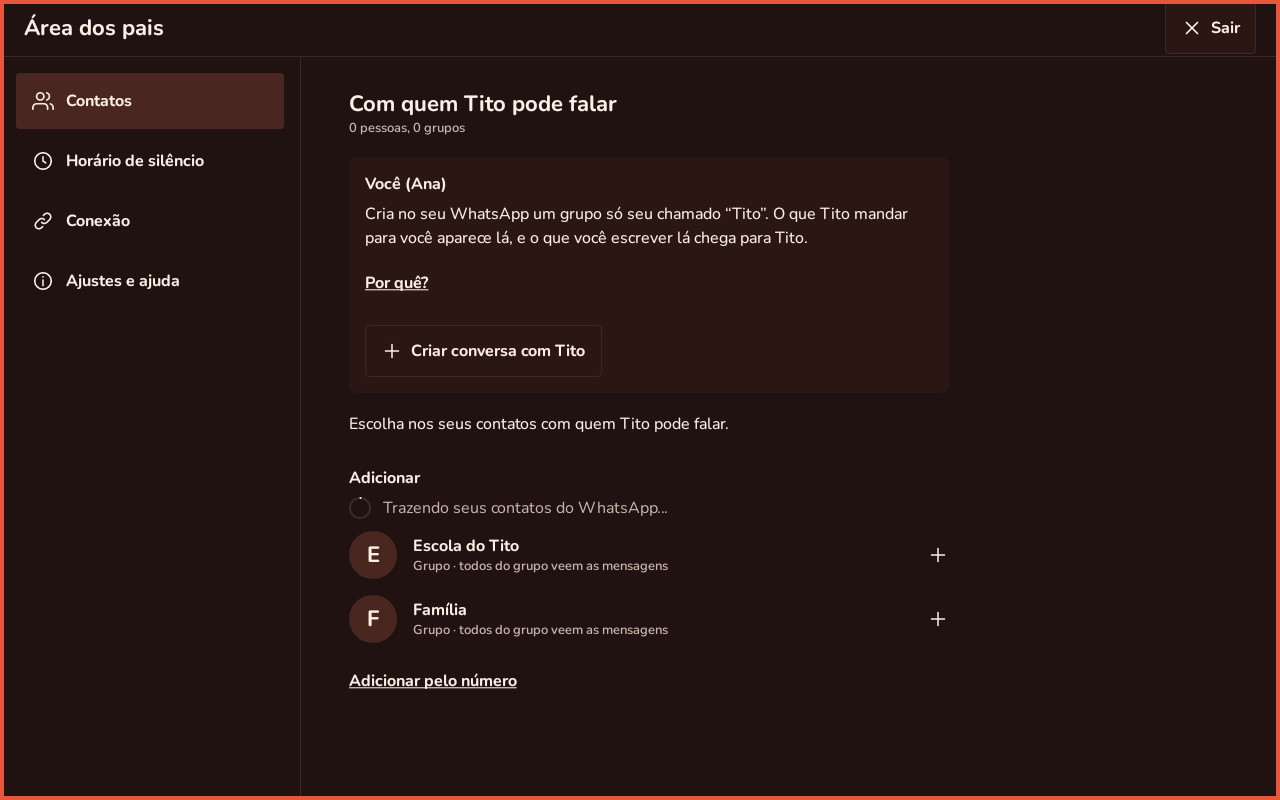 Área dos pais
Sair
Contatos
Horário de silêncio
Conexão
Ajustes e ajuda
Com quem Tito pode falar
0 pessoas, 0 grupos
Você (Ana)
Cria no seu WhatsApp um grupo só seu chamado “Tito”. O que Tito mandar
para você aparece lá, e o que você escrever lá chega para Tito.
Por quê?
Criar conversa com Tito
Escolha nos seus contatos com quem Tito pode falar.
Adicionar
Trazendo seus contatos do WhatsApp...
E
Escola do Tito
Grupo · todos do grupo veem as mensagens
F
Família
Grupo · todos do grupo veem as mensagens
Adicionar pelo número